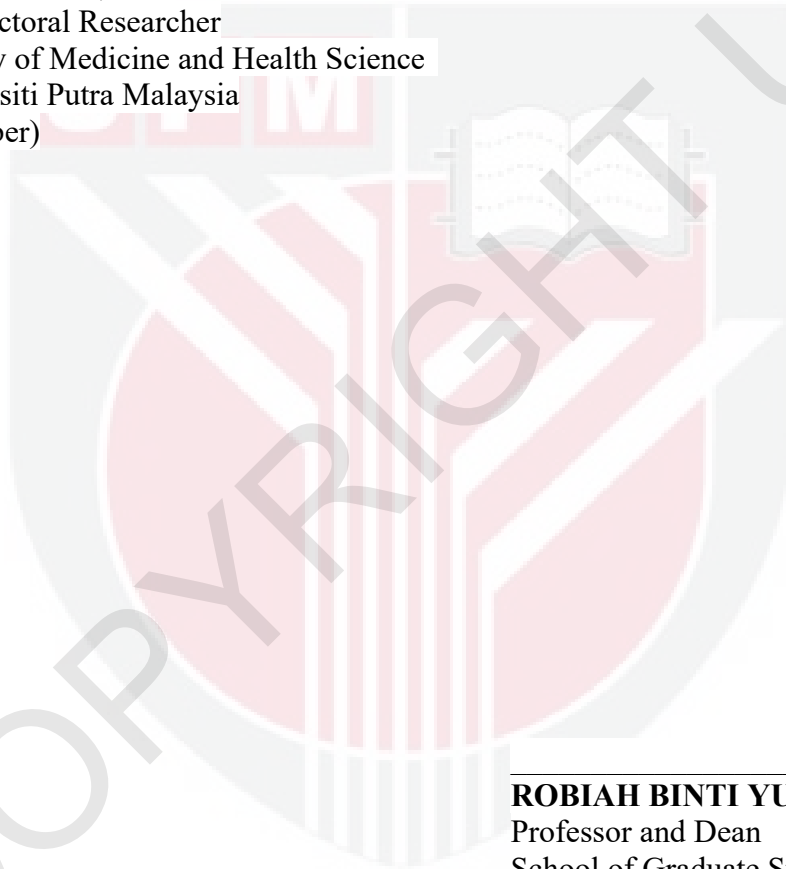 ctoral Researcher
y of Medicine and Health Science
siti Putra Malaysia
ber)
OPYRIGHT U
ROBIAH BINTI YU
Professor and Dean
School of Graduate S